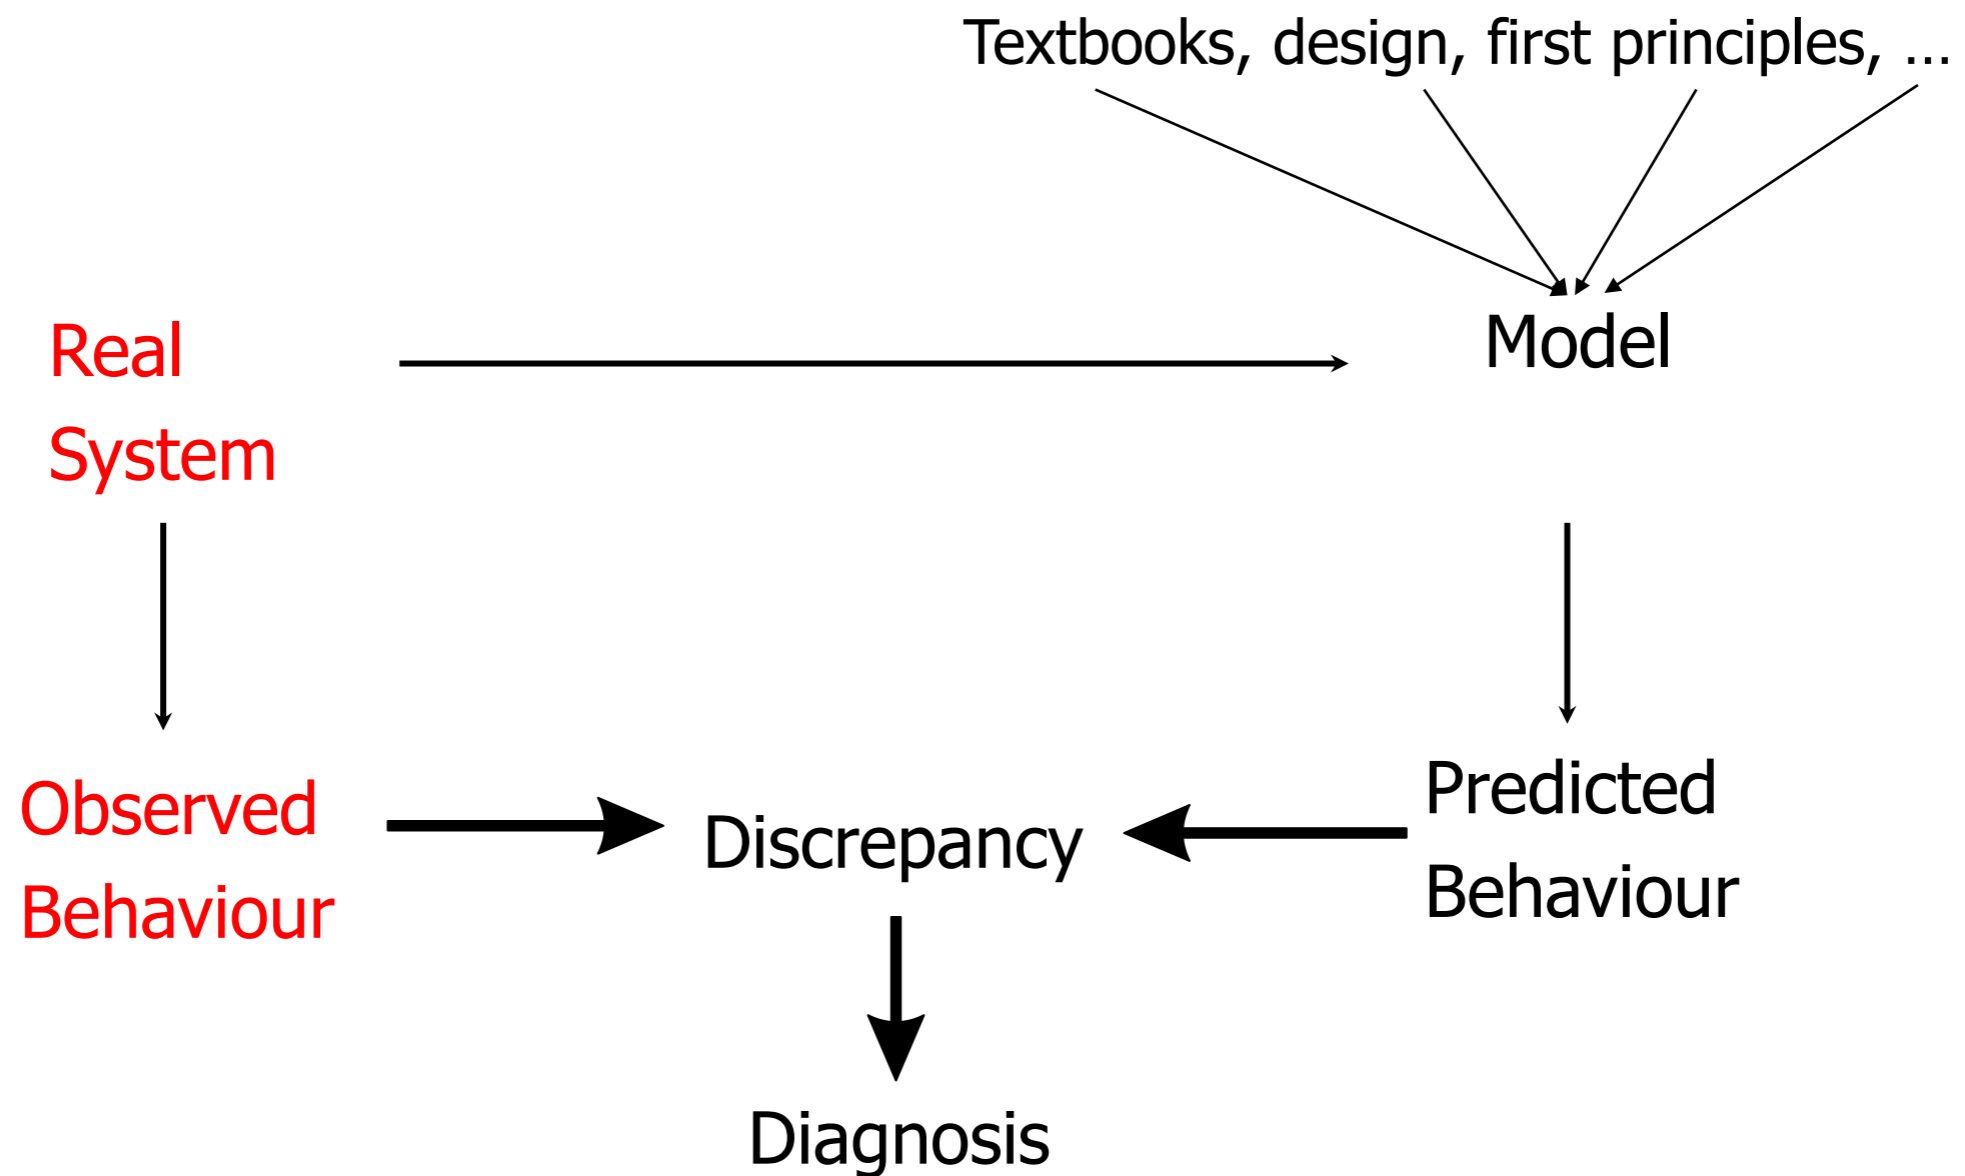 Textbooks, design, first principles, ...
Real
System
Model
Observed
Behaviour
Discrepancy
Predicted
Behaviour
Diagnosis